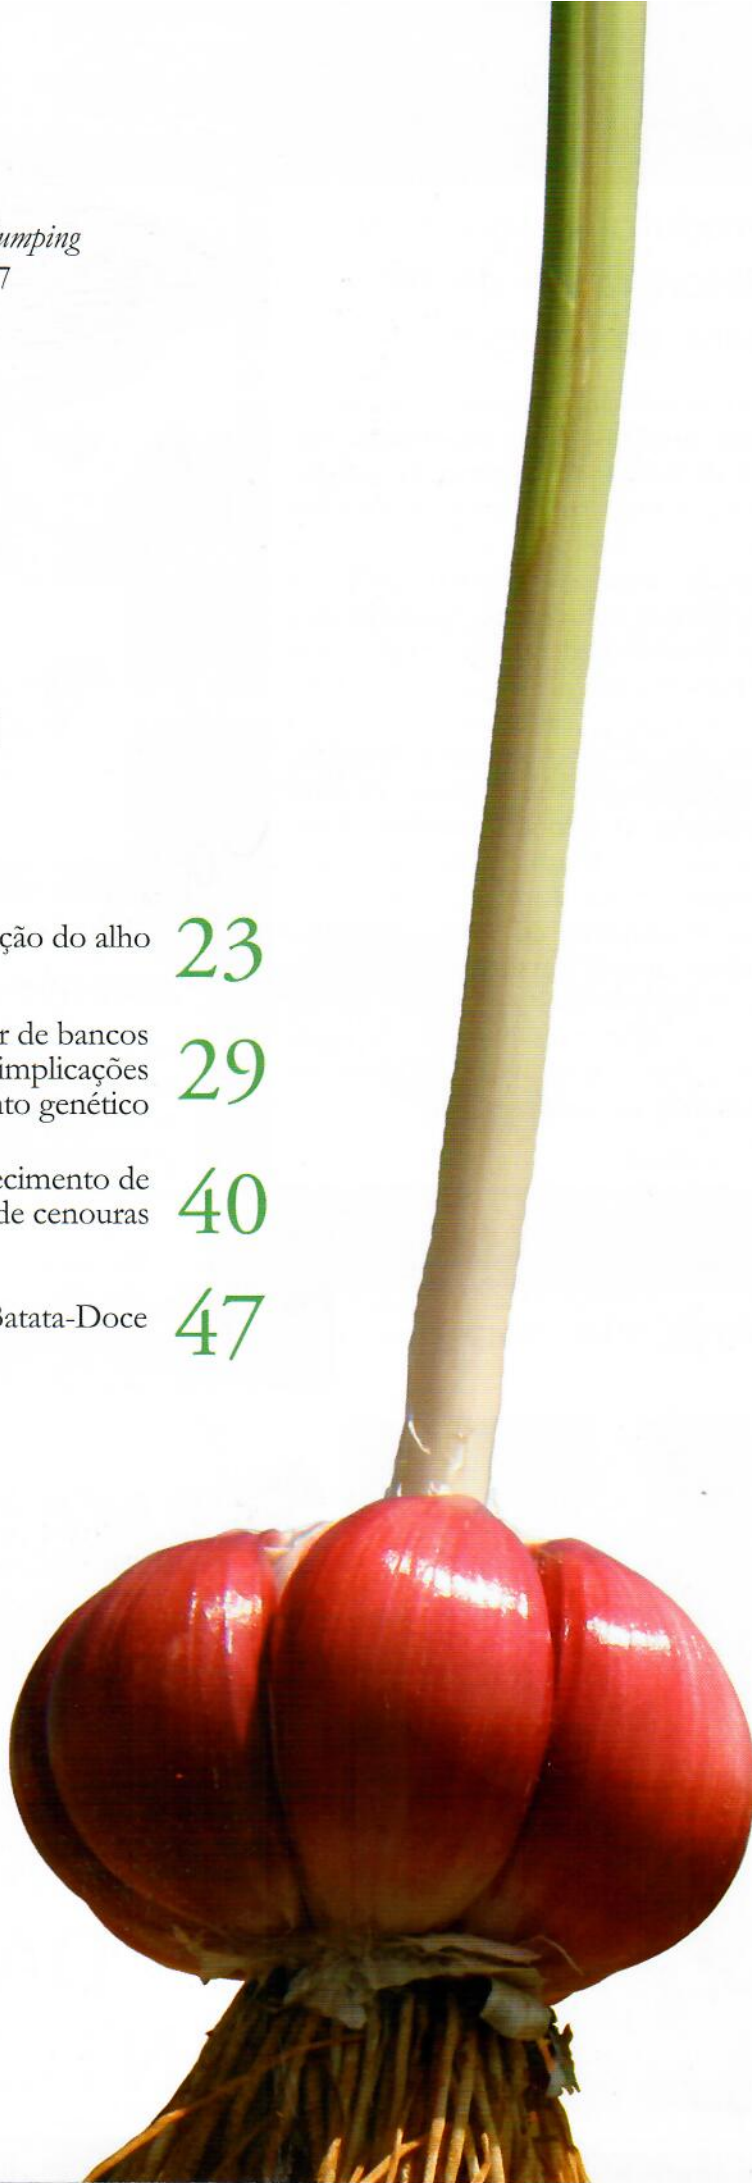 umping
7
ção do alho 23
r de bancos
implicações 29
to genético
ecimento de
de cenouras 40
Batata-Doce 47